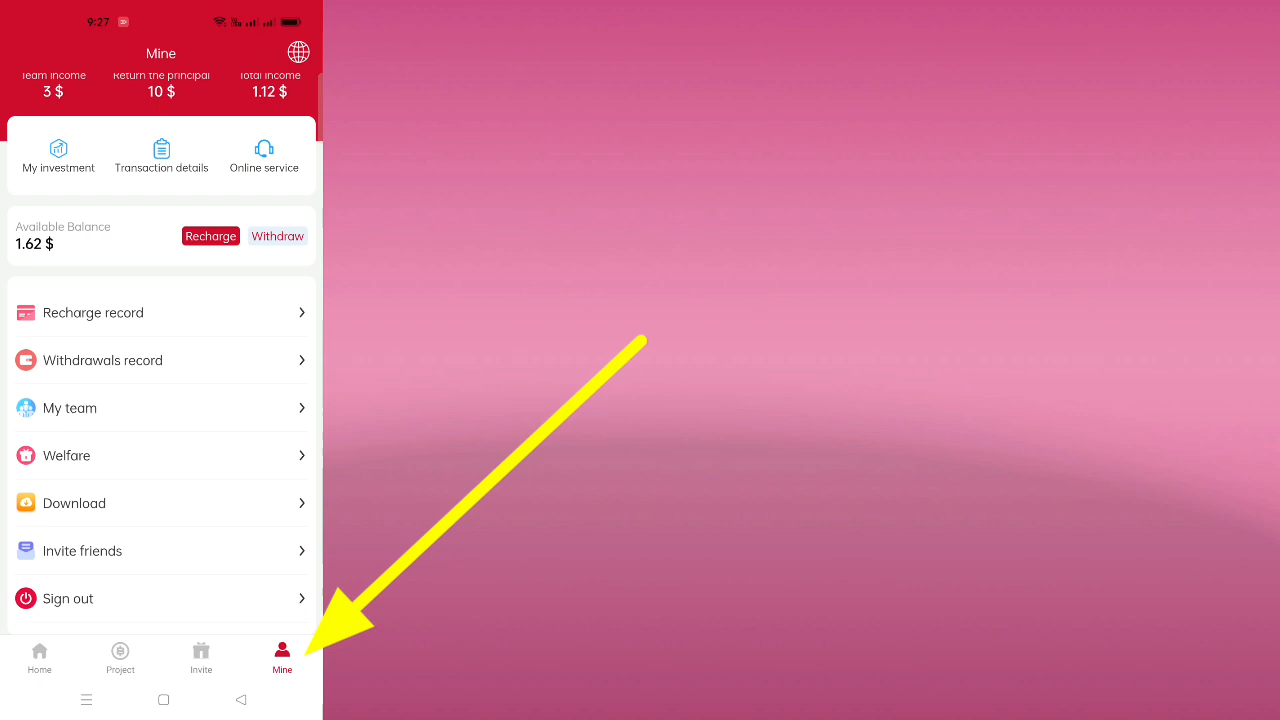 9:27
Mine
Team income Return the principal Total income
3 $ 10 $ 1.12 $
My investment Transaction details Online service
Available Balance
1.62 $
Recharge Withdraw
Recharge record
Withdrawals record
My team
Welfare
Download
Invite friends
Sign out
Home Project Invite Mine